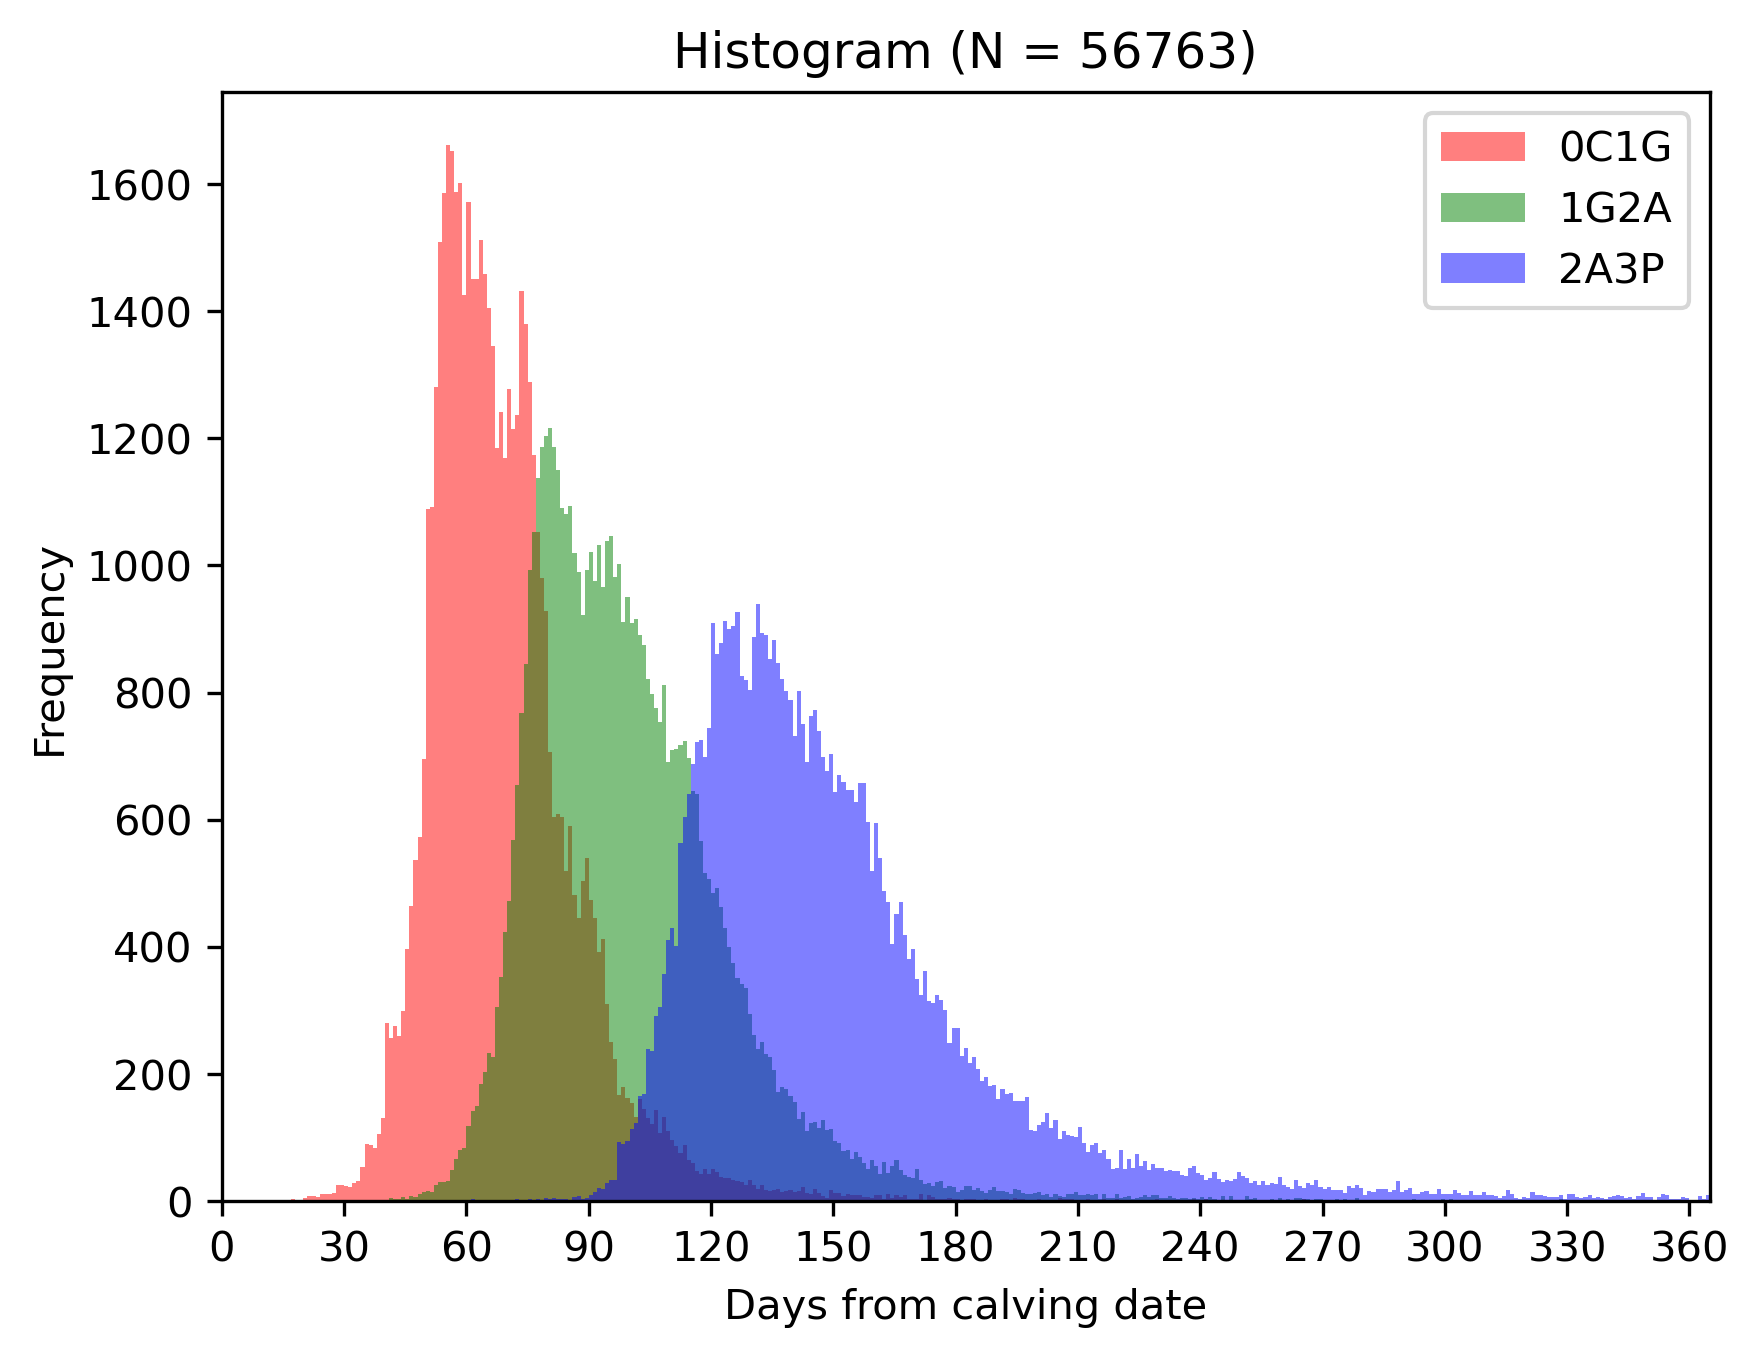 Histogram (N = 56763)
0C1G
1G2A
2A3P
Frequency
1600
1400
1200
1000
800
600
400
200
0
0 30 60 90 120 150 180 210 240 270 300 330 360
Days from calving date